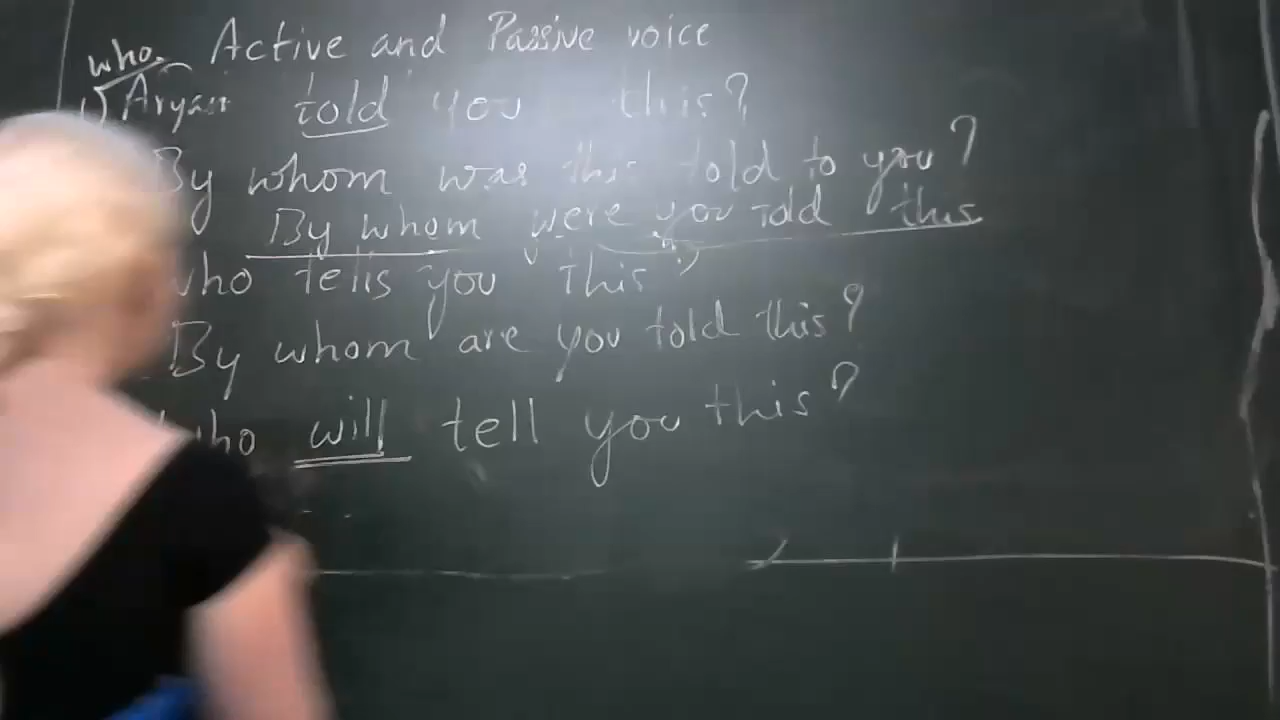 Active and Passive voice
who
1) Aryan told you this?
By whom was this told to you?
By whom were you told this
who tells you this?
By whom are you told this?
who will tell you this?